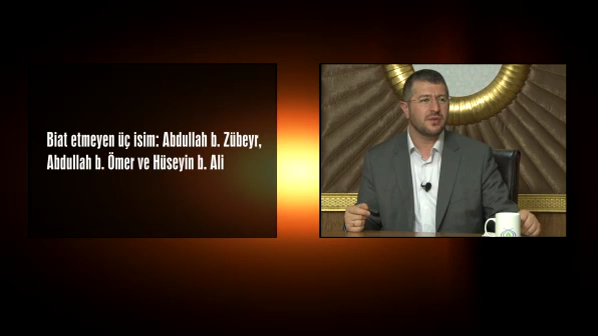 Biat etmeyen üç isim: Abdullah b. Zübeyr,
Abdullah b. Ömer ve Hüseyin b. Ali